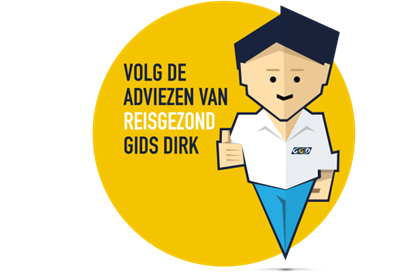 VOLG DE
ADVIEZEN VAN
REISGEZOND
GIDS DIRK
GGD